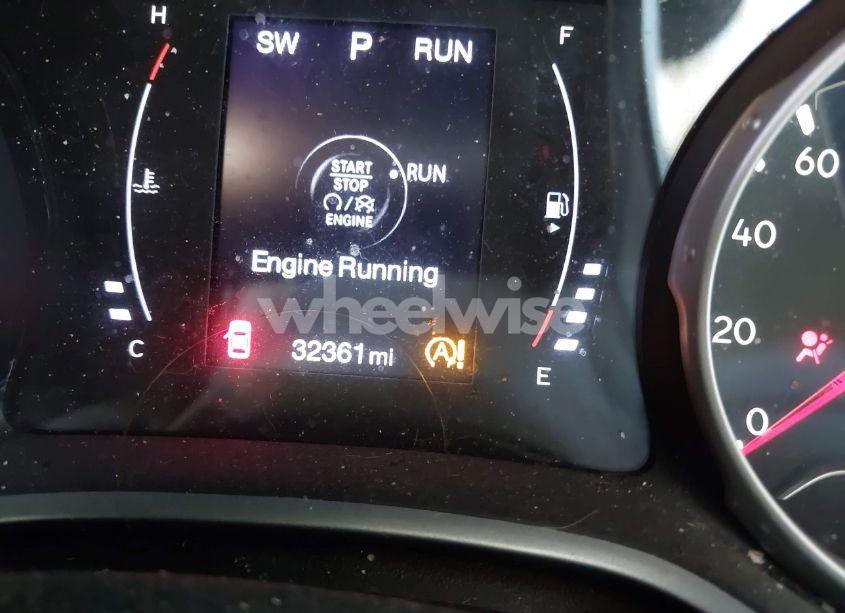 H
F
SW P RUN
START
STOP
RUN
ENGINE
Engine Running
wheelwise
32361 mi
A!
C
E
60
40
20
0